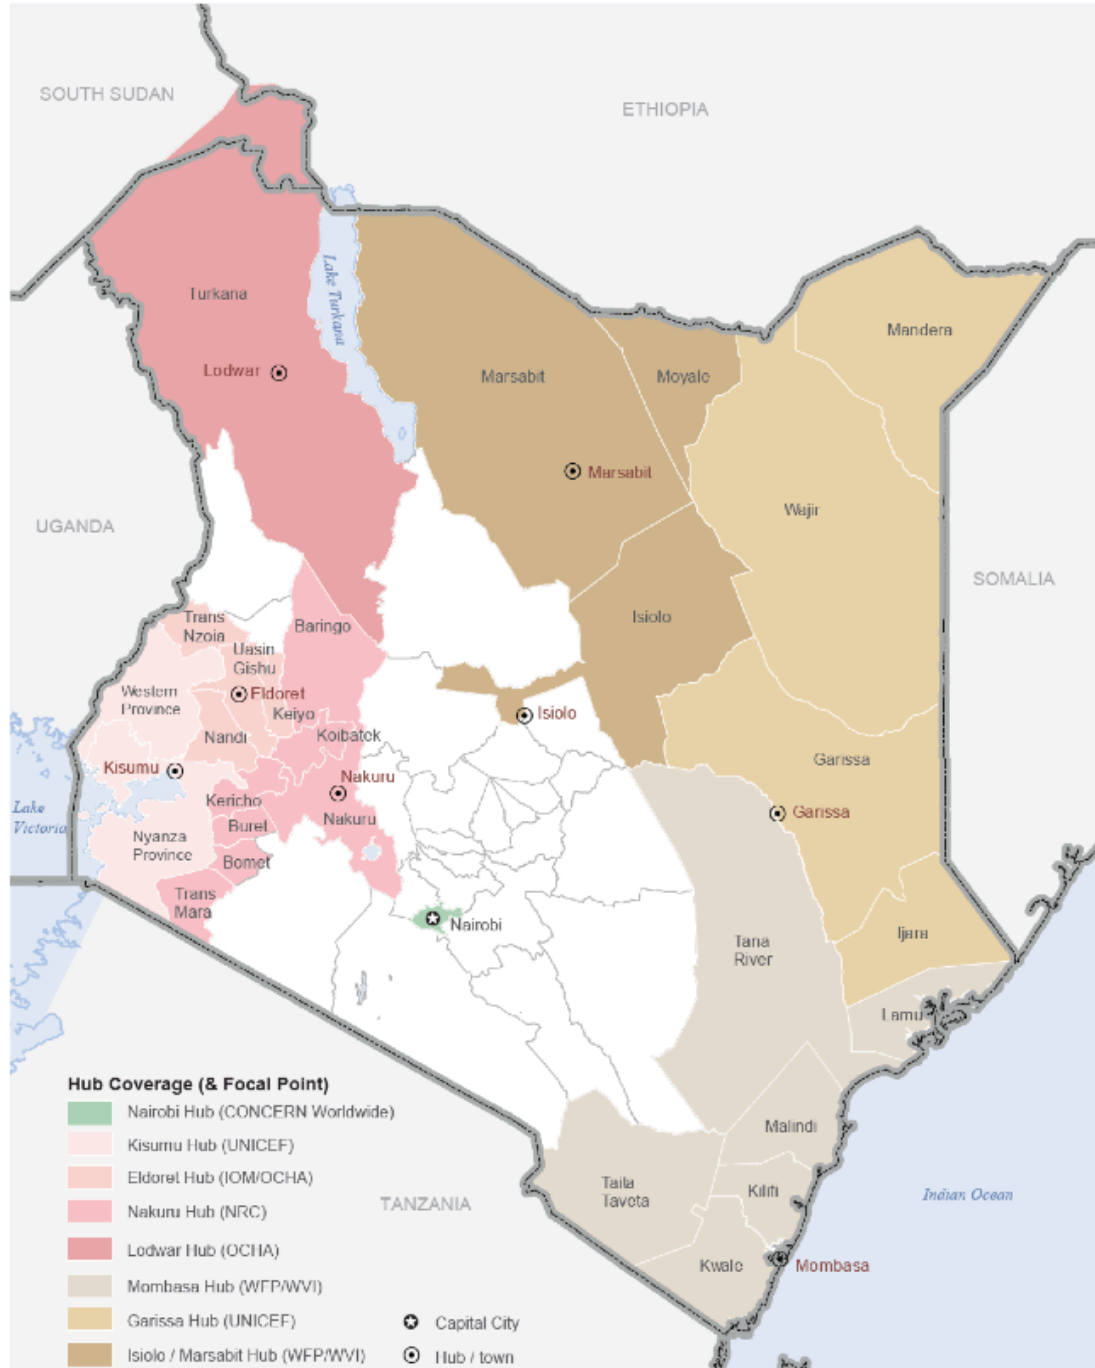 SOUTH SUDAN
ETHIOPIA
Turkana
Lake Turkana
Mandera
Lodwar
Marsabit
Moyale
Marsabit
Wajir
UGANDA
SOMALIA
Trans
Nzoia
Baringo
Isiolo
Uasin
Gishu
Western
Province
Eldoret
Keiyo
Isiolo
Nandi
Koibatek
Kisumu
Nakuru
Garissa
Lake
Victoria
Kericho
Nakuru
Garissa
Buret
Nyanza
Province
Bomet
Trans
Mara
Nairobi
Tana
River
Ijara
Lamu
Hub Coverage (& Focal Point)
Nairobi Hub (CONCERN Worldwide)
Kisumu Hub (UNICEF)
Eldoret Hub (IOM/OCHA)
Nakuru Hub (NRC)
Lodwar Hub (OCHA)
Mombasa Hub (WFP/WVI)
Garissa Hub (UNICEF)
Isiolo / Marsabit Hub (WFP/WVI)
Capital City
Hub / town
TANZANIA
Malindi
Taita
Taveta
Kilifi
Indian Ocean
Kwale
Mombasa